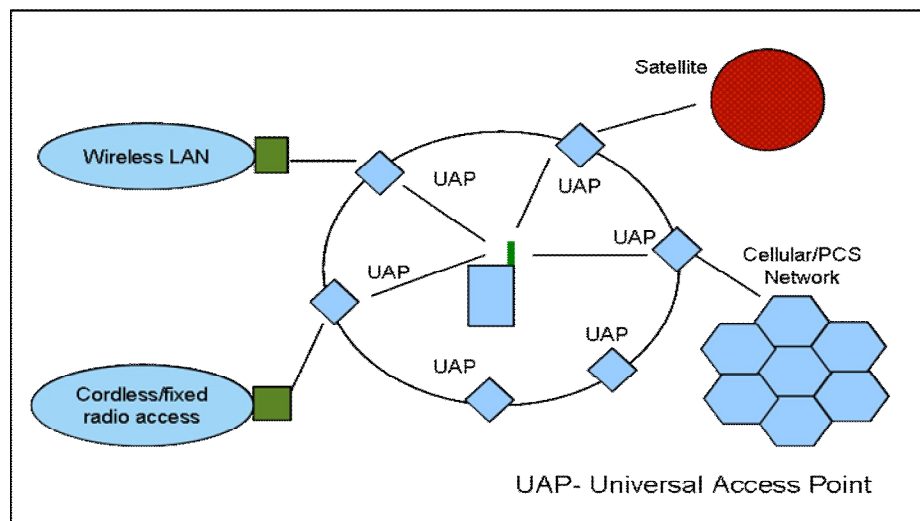 Satellite
Wireless LAN
UAP
UAP
UAP
Cellular/PCS
Network
UAP
UAP
UAP
Cordless/fixed
radio access
UAP- Universal Access Point